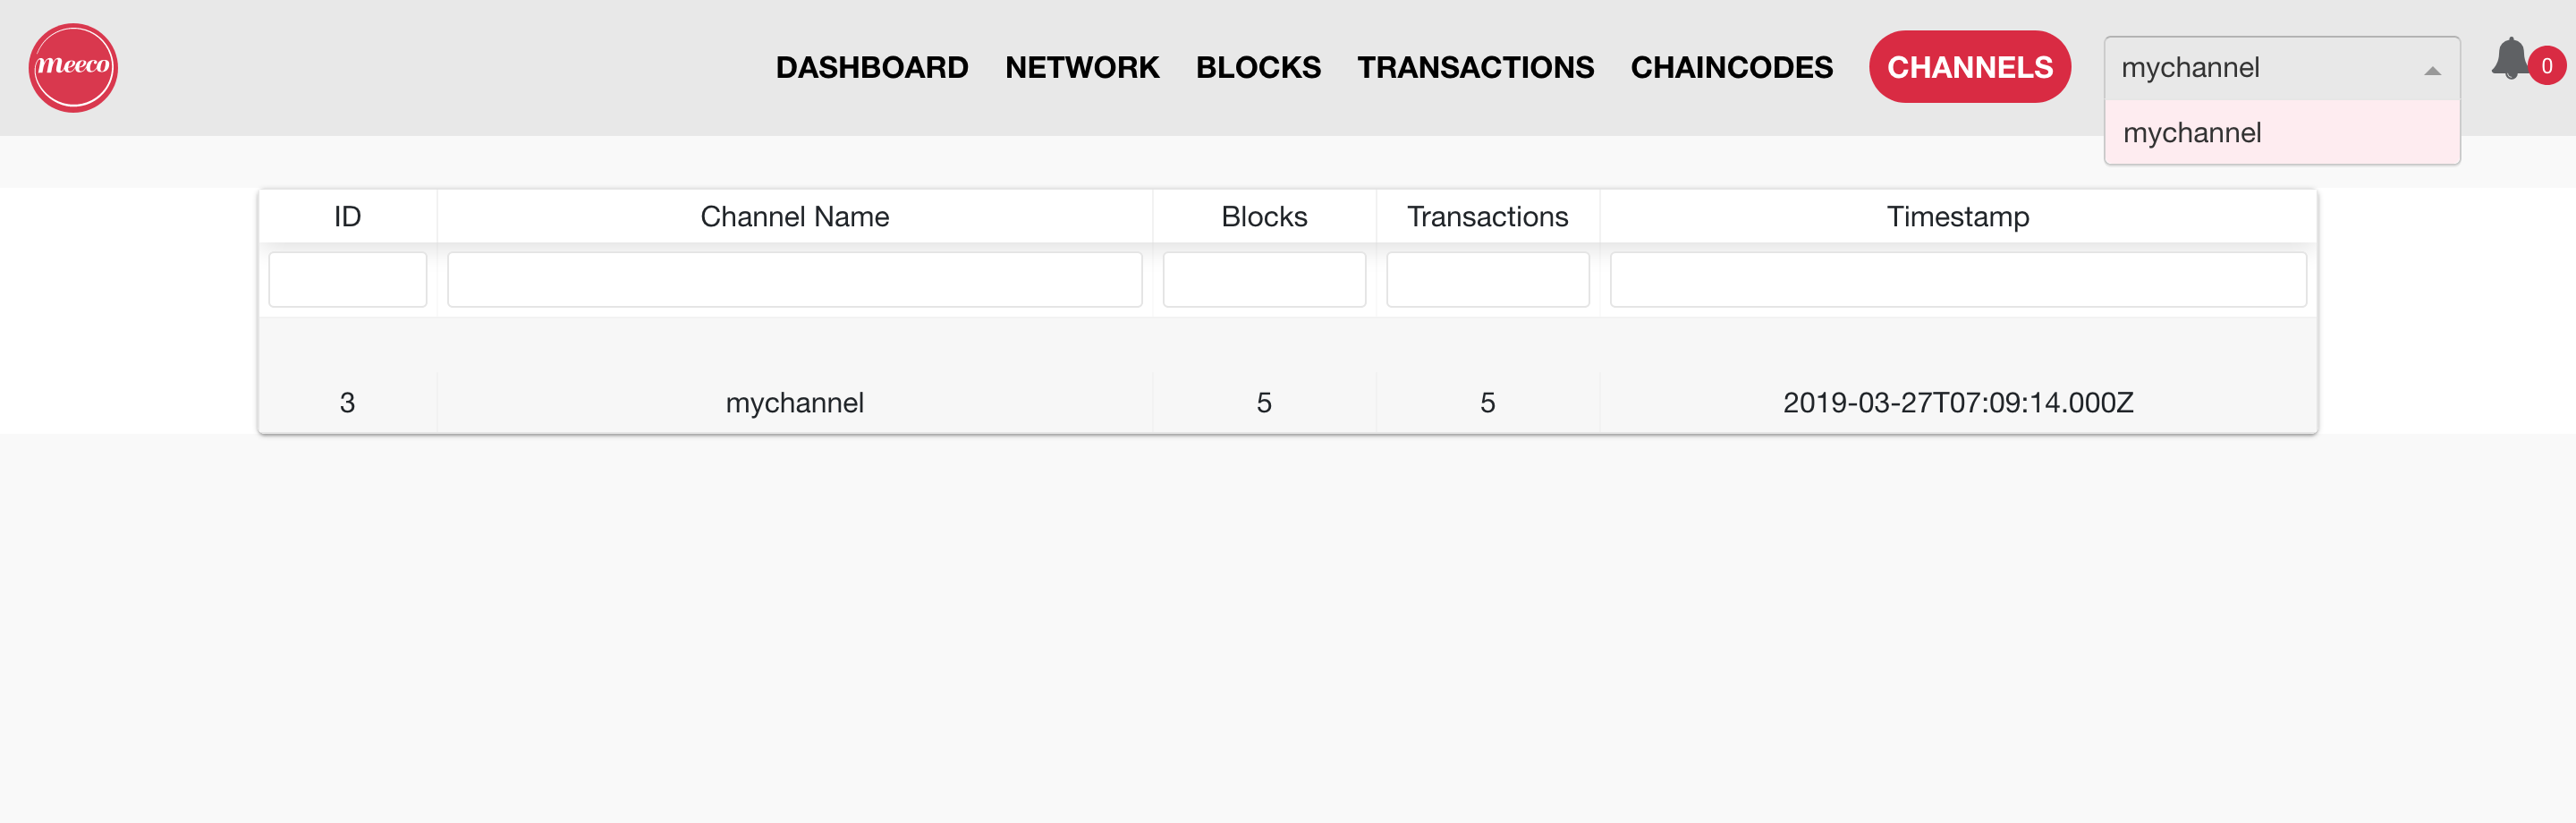 meeco
DASHBOARD NETWORK BLOCKS TRANSACTIONS CHAINCODES CHANNELS mychannel 0
mychannel
ID Channel Name Blocks Transactions Timestamp
3 mychannel 5 5 2019-03-27T07:09:14.000Z